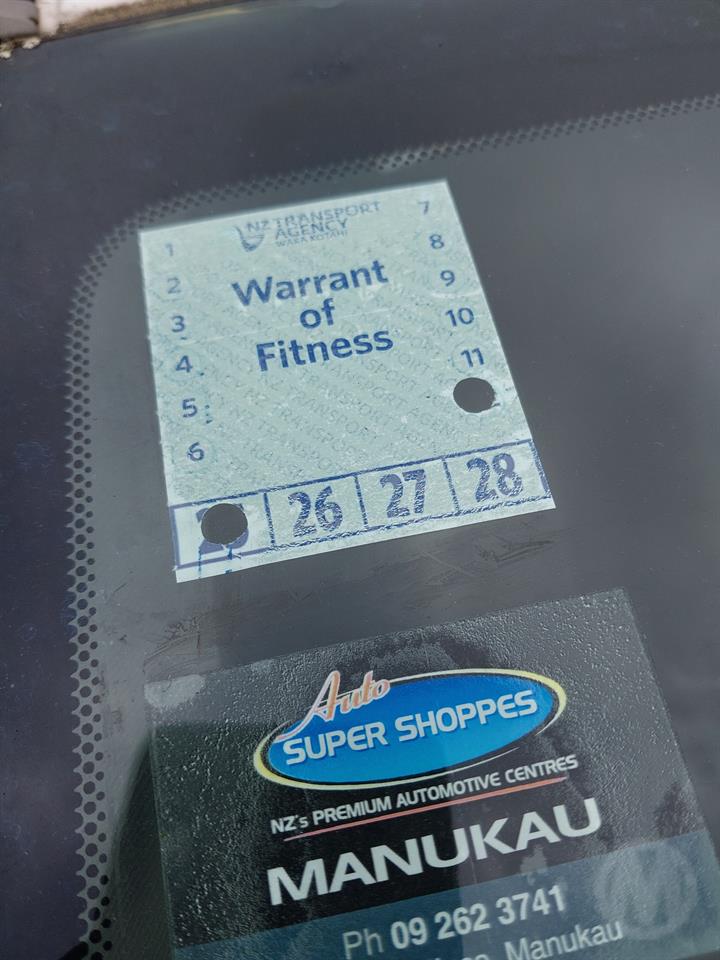 NZ TRANSPORT
AGENCY
WAKA KOTAHI
Warrant
of
Fitness
1
2
3
4
5
6
7
8
9
10
11
26
27
28
Auto
SUPER SHOPPES
NZ's PREMIUM AUTOMOTIVE CENTRES
MANUKAU
Ph 09 262 3741
Manukau
M